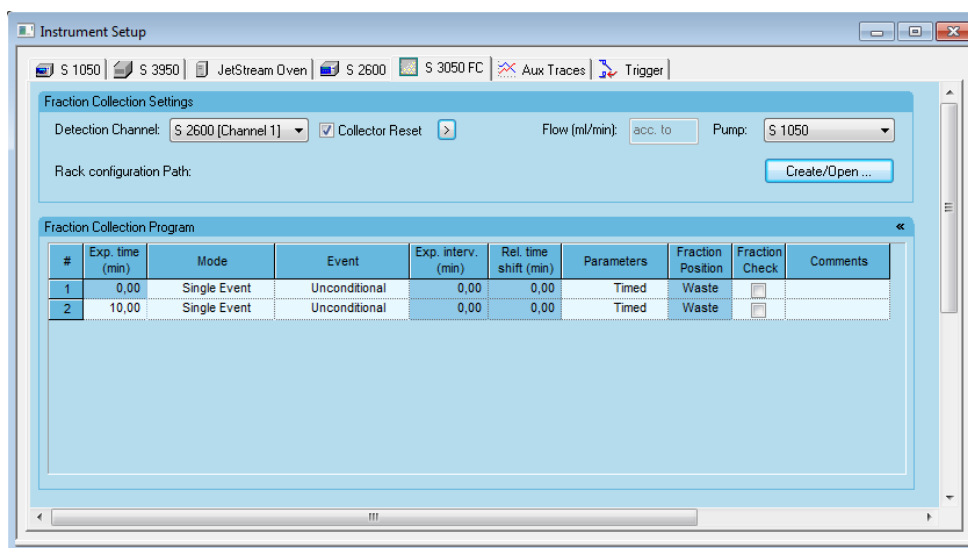 Instrument Setup
S 1050 S 3950 JetStream Oven S 2600 S 3050 FC Aux Traces Trigger
Fraction Collection Settings
Detection Channel: S 2600 [Channel 1] Collector Reset > Flow (ml/min): acc. to Pump: S 1050
Rack configuration Path: Create/Open ...
Fraction Collection Program «
# Exp. time (min) Mode Event Exp. interv. (min) Rel. time shift (min) Parameters Fraction Position Fraction Check Comments
1 0,00 Single Event Unconditional 0,00 0,00 Timed Waste
2 10,00 Single Event Unconditional 0,00 0,00 Timed Waste